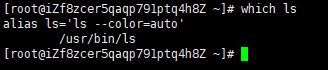 [root@iZf8zcer5qaqp791ptq4h8Z ~]# which ls
alias ls='ls --color=auto'
        /usr/bin/ls
[root@iZf8zcer5qaqp791ptq4h8Z ~]#